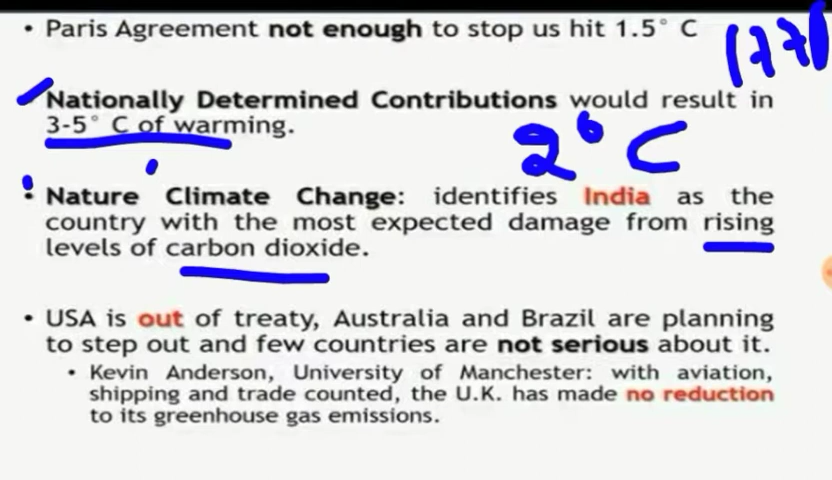 • Paris Agreement not enough to stop us hit 1.5° C
Nationally Determined Contributions would result in
3-5° C of warming.
2° C
• Nature Climate Change: identifies India as the
country with the most expected damage from rising
levels of carbon dioxide.
• USA is out of treaty, Australia and Brazil are planning
to step out and few countries are not serious about it.
• Kevin Anderson, University of Manchester: with aviation,
shipping and trade counted, the U.K. has made no reduction
to its greenhouse gas emissions.